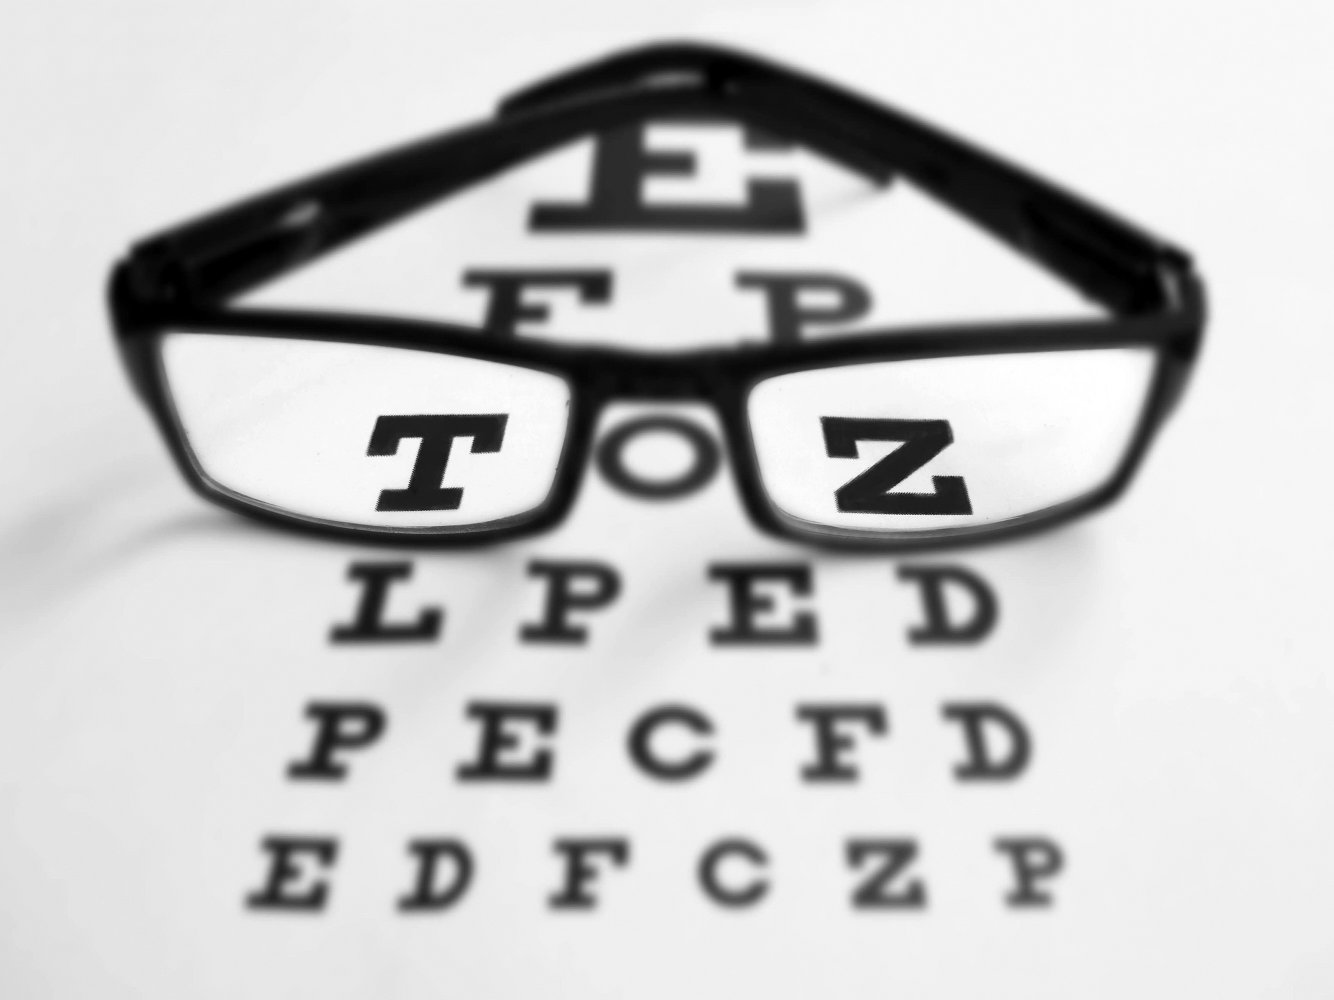 E
F P
T O Z
L P E D
P E C F D
E D F C Z P